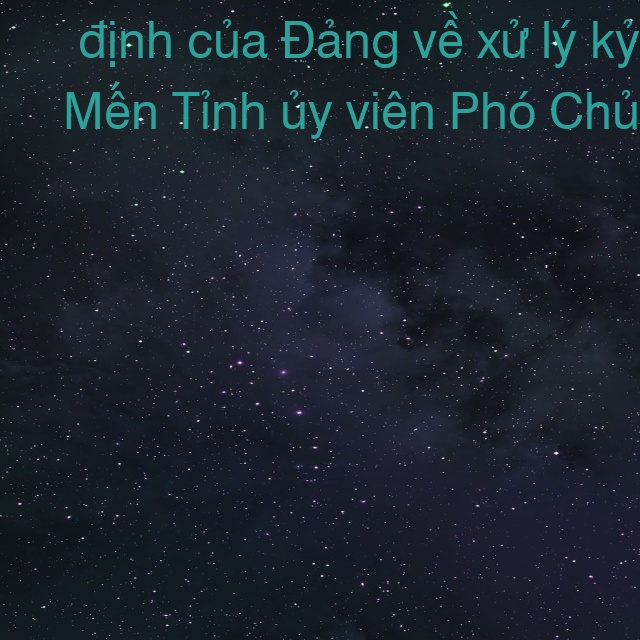 định của Đảng về xử lý kỷ
Mến Tỉnh ủy viên Phó Chủ